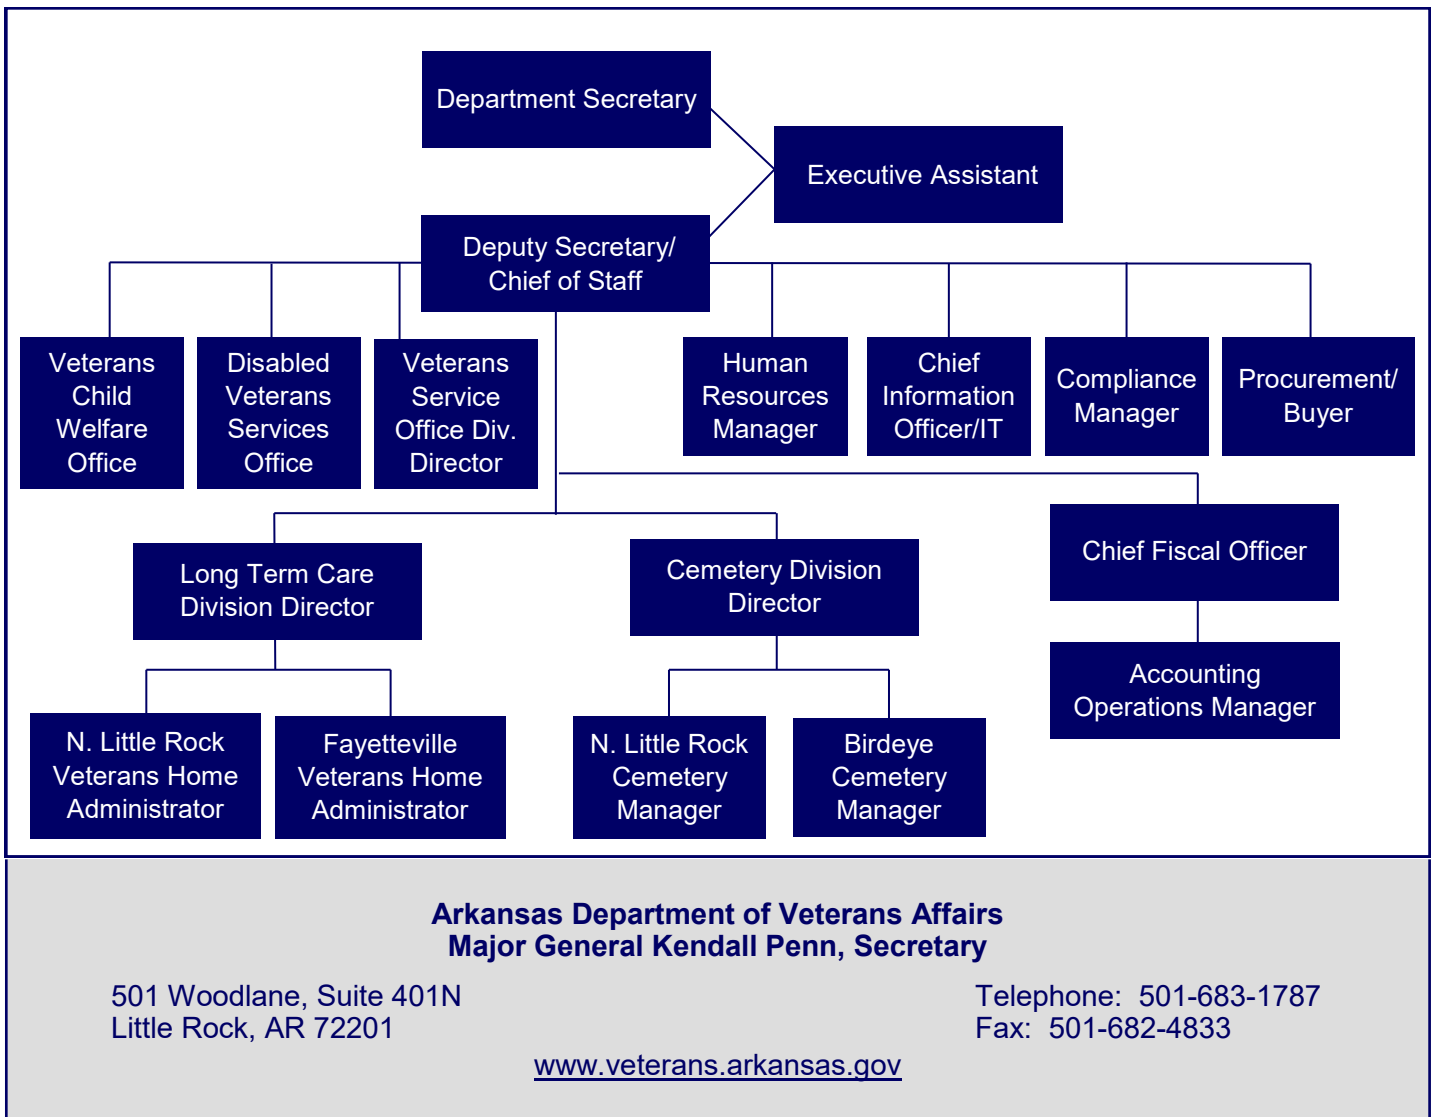 Department Secretary
Executive Assistant
Deputy Secretary/
Chief of Staff
Veterans
Child
Welfare
Office
Disabled
Veterans
Services
Office
Veterans
Service
Office Div.
Director
Human
Resources
Manager
Chief
Information
Officer/IT
Compliance
Manager
Procurement/
Buyer
Long Term Care
Division Director
Cemetery Division
Director
Chief Fiscal Officer
Accounting
Operations Manager
N. Little Rock
Veterans Home
Administrator
Fayetteville
Veterans Home
Administrator
N. Little Rock
Cemetery
Manager
Birdeye
Cemetery
Manager
Arkansas Department of Veterans Affairs
Major General Kendall Penn, Secretary
501 Woodlane, Suite 401N
Little Rock, AR 72201
Telephone:  501-683-1787
Fax:  501-682-4833
www.veterans.arkansas.gov